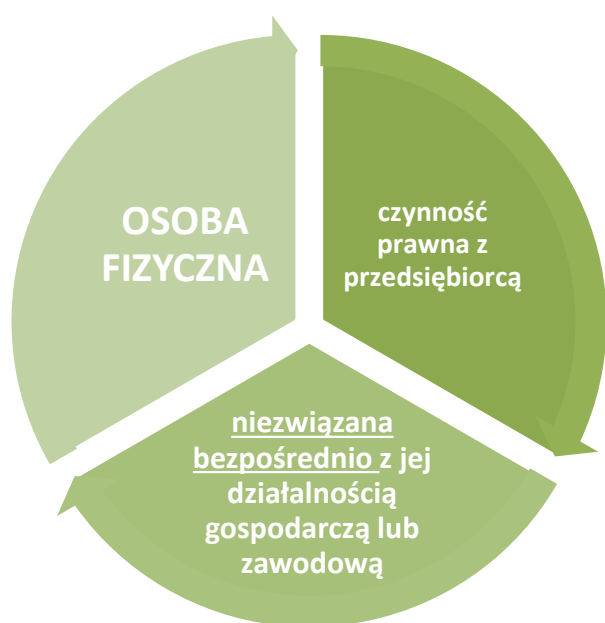 OSOBA
FIZYCZNA
czynność
prawna z
przedsiębiorcą
niezwiązana
bezpośrednio z jej
działalnością
gospodarczą lub
zawodową